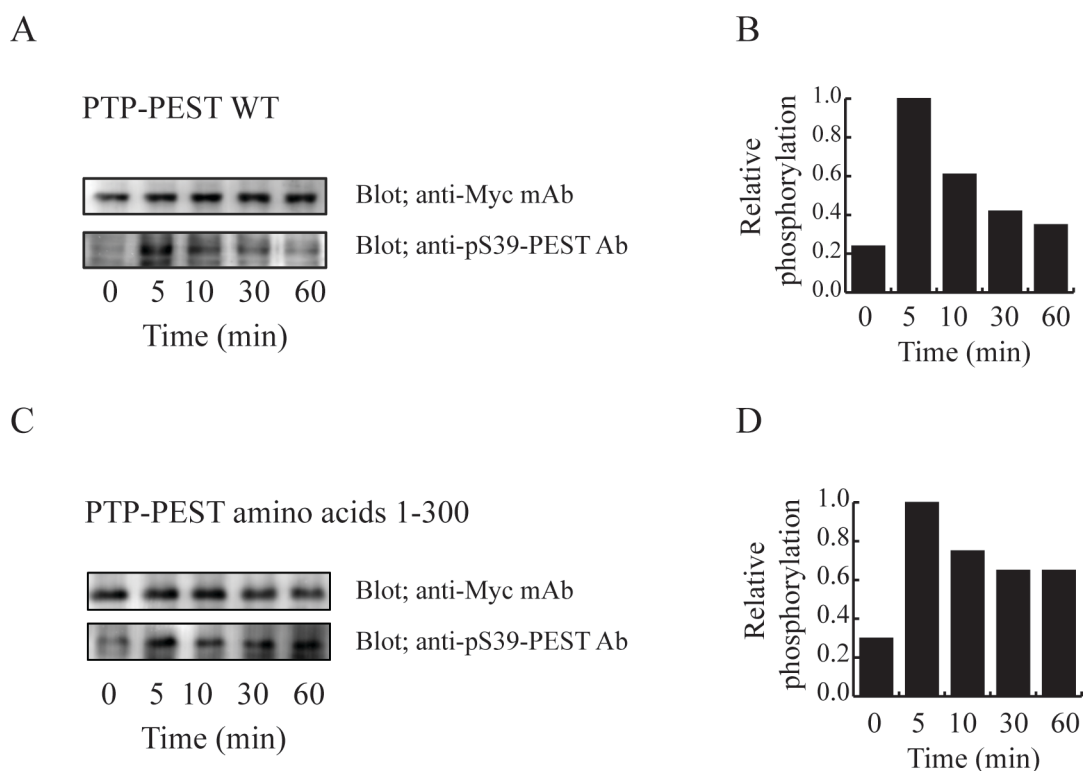 A
PTP-PEST WT
Blot; anti-Myc mAb
Blot; anti-pS39-PEST Ab
0 5 10 30 60
Time (min)
B
Relative
phosphorylation
1.0
0.8
0.6
0.4
0.2
0.0
0 5 10 30 60
Time (min)
C
PTP-PEST amino acids 1-300
Blot; anti-Myc mAb
Blot; anti-pS39-PEST Ab
0 5 10 30 60
Time (min)
D
Relative
phosphorylation
1.0
0.8
0.6
0.4
0.2
0.0
0 5 10 30 60
Time (min)